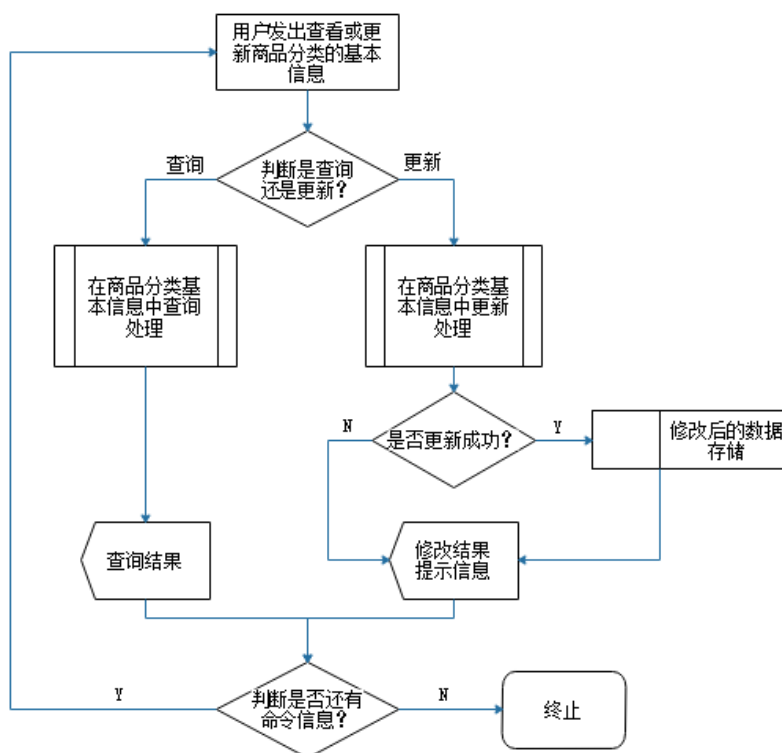 用户发出查看或更
新商品分类的基本
信息
查询
判断是查询
还是更新？
更新
在商品分类基
本信息中查询
处理
在商品分类基
本信息中更新
处理
N
是否更新成功？
Y
修改后的数据
存储
查询结果
修改结果
提示信息
Y
判断是否还有
命令信息？
N
终止